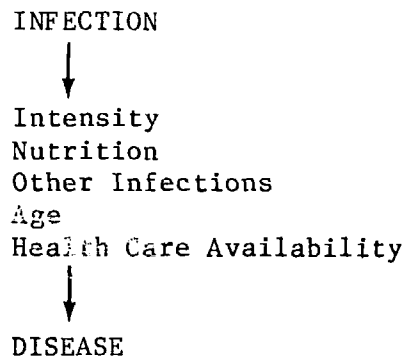 INFECTION
Intensity
Nutrition
Other Infections
Age
Health Care Availability
DISEASE